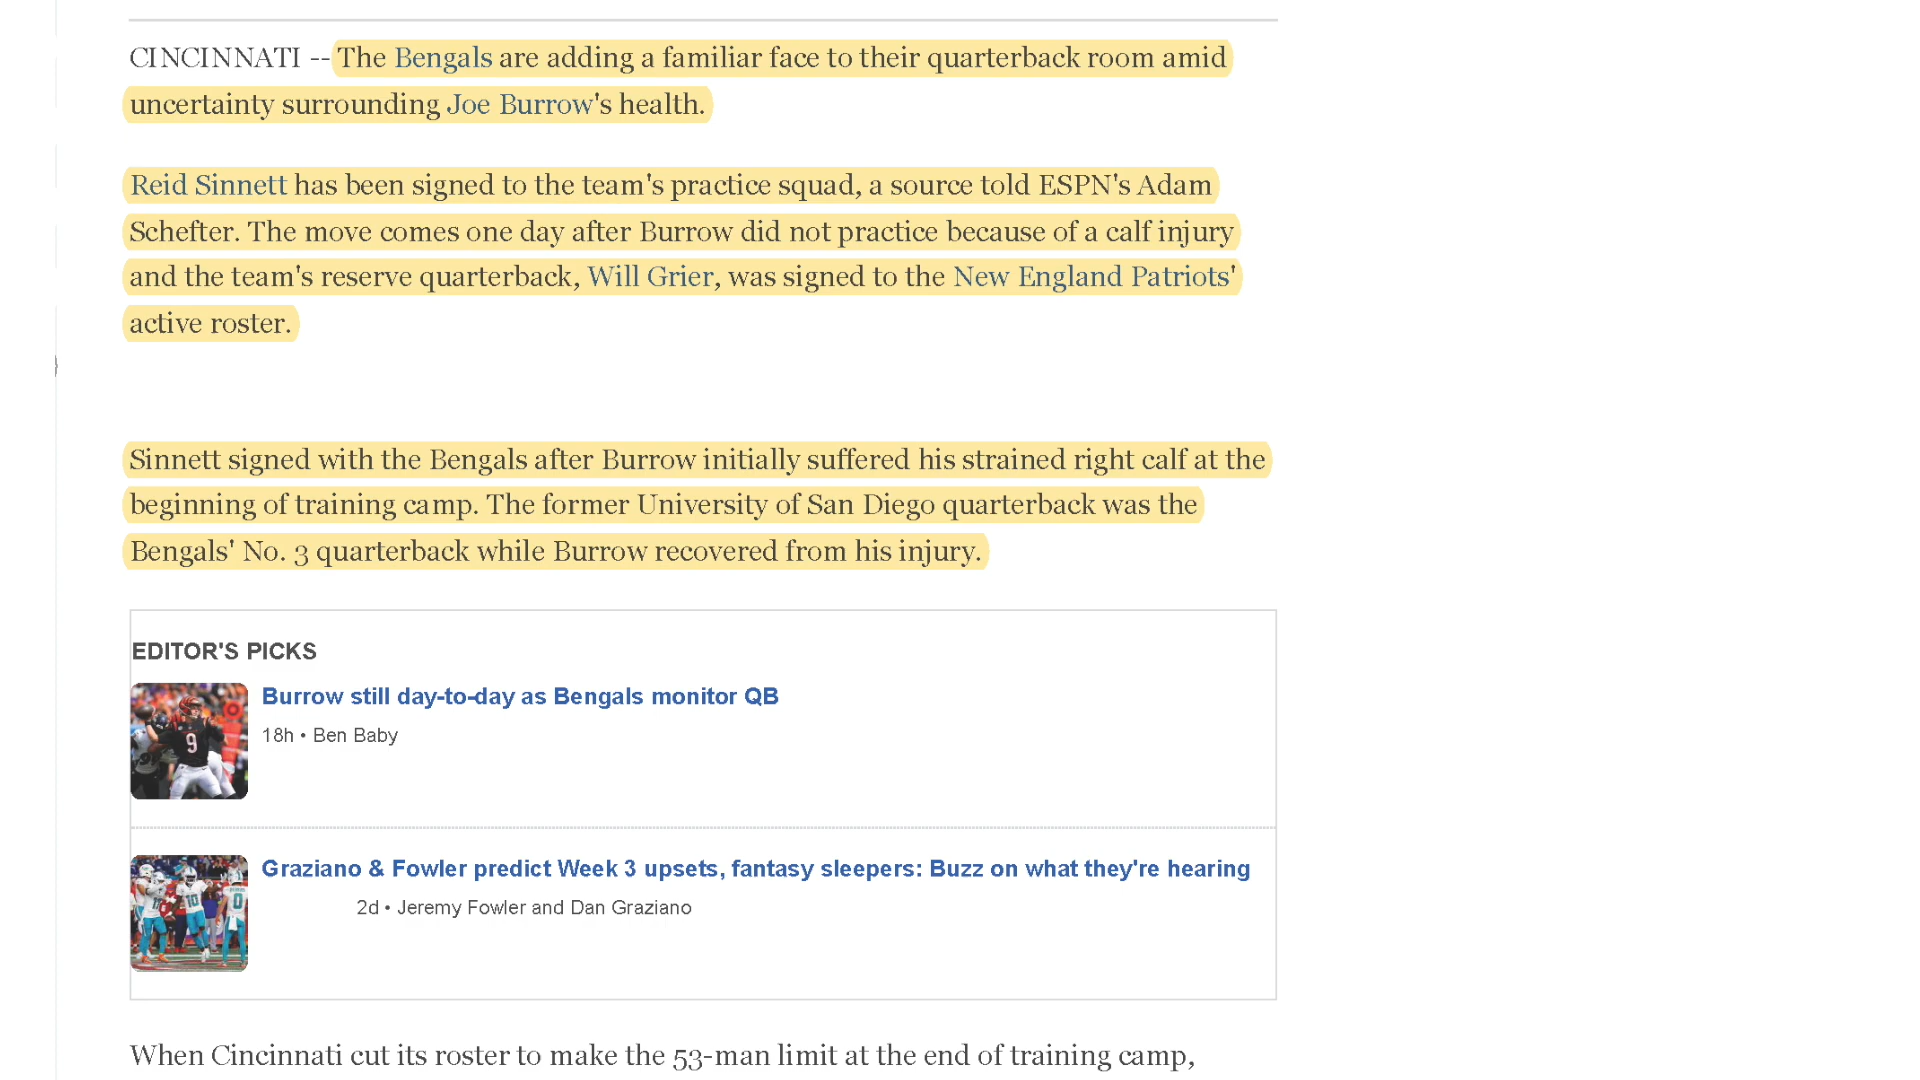 CINCINNATI -- The Bengals are adding a familiar face to their quarterback room amid
uncertainty surrounding Joe Burrow's health.
Reid Sinnett has been signed to the team's practice squad, a source told ESPN's Adam
Schefter. The move comes one day after Burrow did not practice because of a calf injury
and the team's reserve quarterback, Will Grier, was signed to the New England Patriots'
active roster.
Sinnett signed with the Bengals after Burrow initially suffered his strained right calf at the
beginning of training camp. The former University of San Diego quarterback was the
Bengals' No. 3 quarterback while Burrow recovered from his injury.
EDITOR'S PICKS
Burrow still day-to-day as Bengals monitor QB
18h • Ben Baby
9
Graziano & Fowler predict Week 3 upsets, fantasy sleepers: Buzz on what they're hearing
2d • Jeremy Fowler and Dan Graziano
10
0
When Cincinnati cut its roster to make the 53-man limit at the end of training camp,